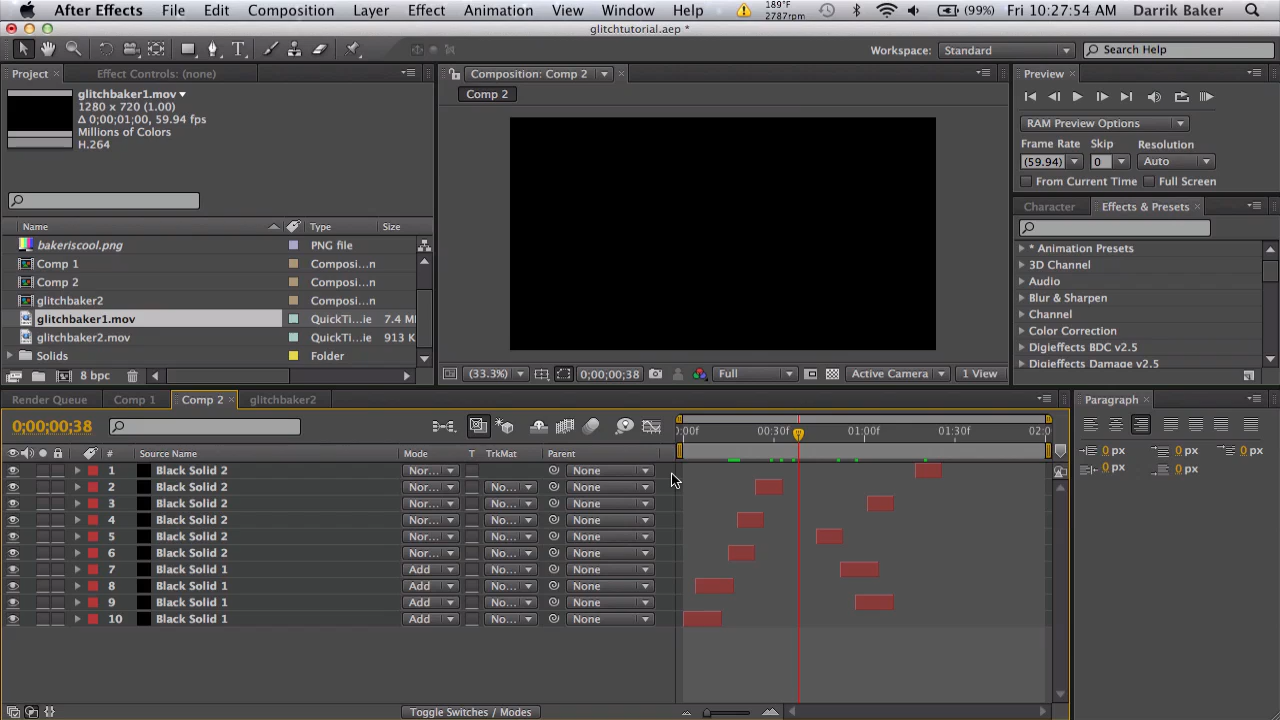 After Effects File Edit Composition Layer Effect Animation View Window Help 189°F 2787rpm (99%) Fri 10:27:54 AM Darrik Baker
glitchtutorial.aep *
Workspace: Standard Search Help
Project Effect Controls: (none)
glitchbaker1.mov
1280 x 720 (1.00)
Δ 0;00;01;00, 59.94 fps
Millions of Colors
H.264
Name Type Size
bakeriscool.png PNG file
Comp 1 Composi...n
Comp 2 Composi...n
glitchbaker2 Composi...n
glitchbaker1.mov QuickTi...ie 7.4 M
glitchbaker2.mov QuickTi...ie 913 K
Solids Folder
8 bpc
Composition: Comp 2
Comp 2
(33.3%) 0;00;00;38 Full Active Camera 1 View
Preview
RAM Preview Options
Frame Rate Skip Resolution
(59.94) 0 Auto
From Current Time Full Screen
Character Effects & Presets
* Animation Presets
3D Channel
Audio
Blur & Sharpen
Channel
Color Correction
Digieffects BDC v2.5
Digieffects Damage v2.5
Render Queue Comp 1 Comp 2 glitchbaker2
0;00;00;38
:00f 00:30f 01:00f 01:30f 02:0
# Source Name Mode T TrkMat Parent
1 Black Solid 2 Nor... None
2 Black Solid 2 Nor... No... None
3 Black Solid 2 Nor... No... None
4 Black Solid 2 Nor... No... None
5 Black Solid 2 Nor... No... None
6 Black Solid 2 Nor... No... None
7 Black Solid 1 Add No... None
8 Black Solid 1 Add No... None
9 Black Solid 1 Add No... None
10 Black Solid 1 Add No... None
Toggle Switches / Modes
Paragraph
0 px 0 px 0 px
0 px 0 px